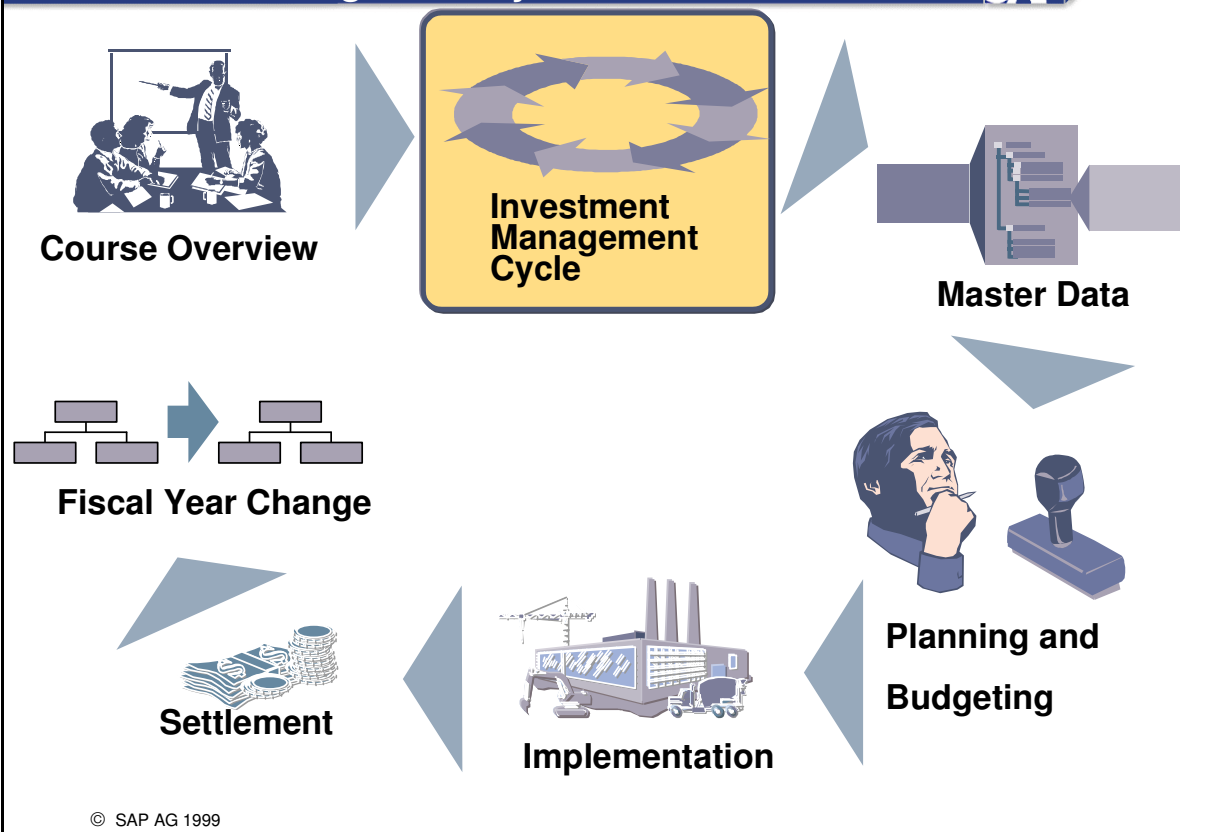 Course Overview
Investment
Management
Cycle
Master Data
Fiscal Year Change
Planning and
Budgeting
Settlement
Implementation
© SAP AG 1999